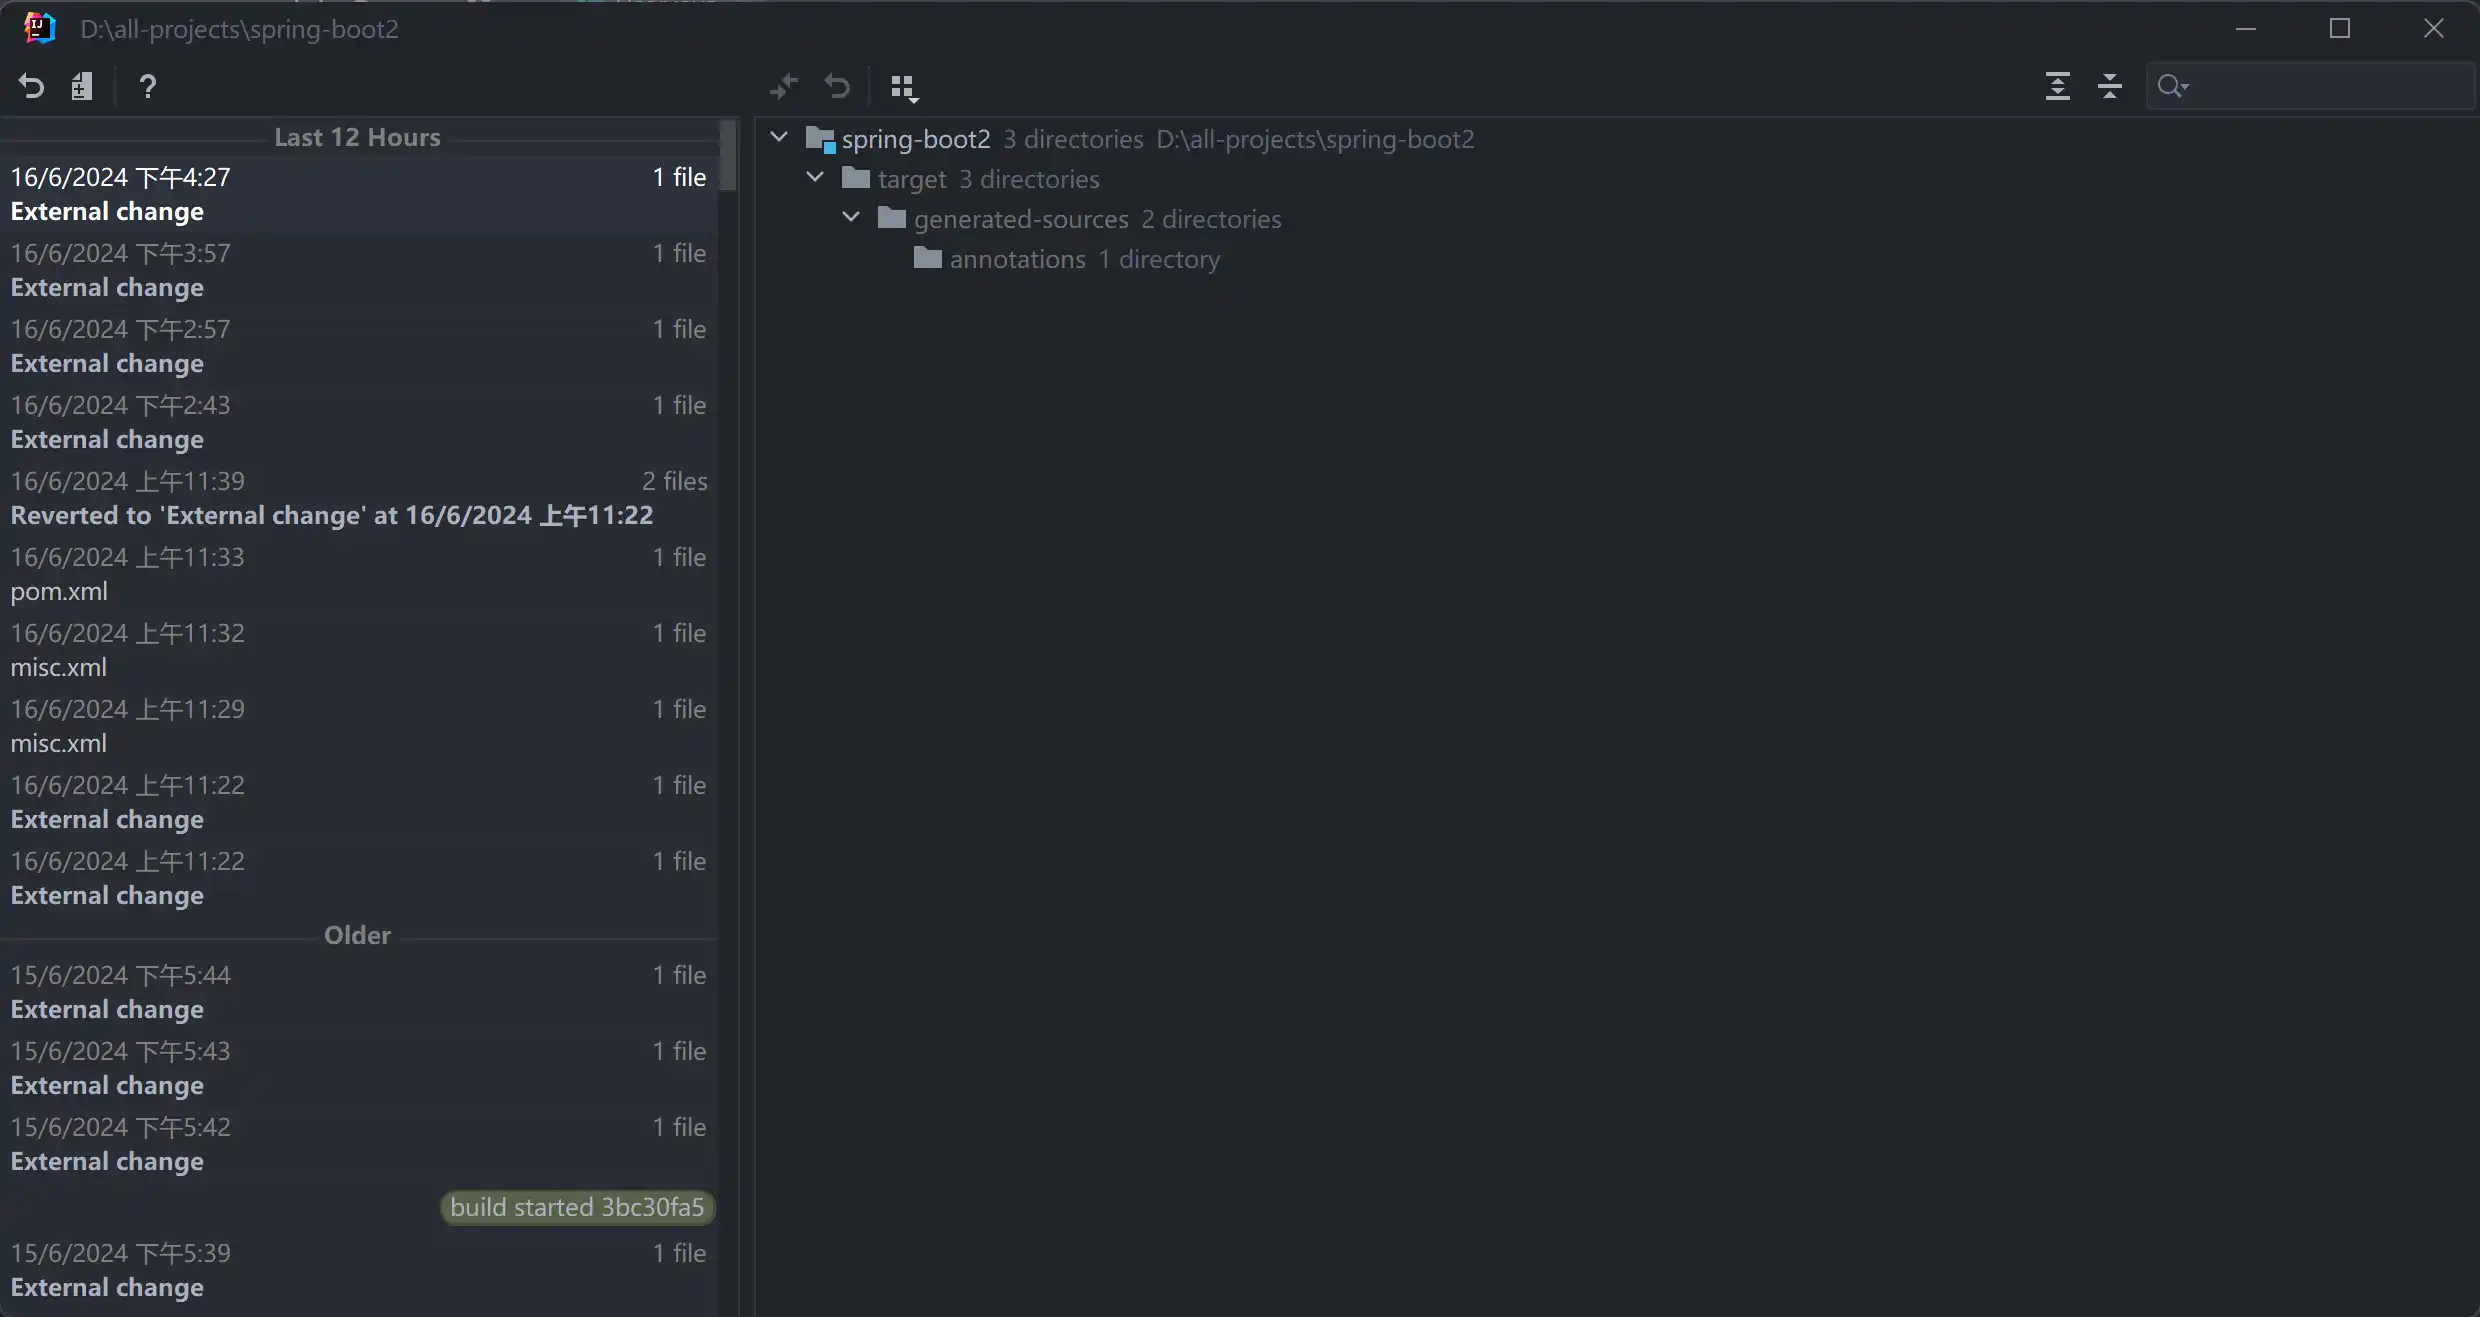 D:\all-projects\spring-boot2
Last 12 Hours
16/6/2024 下午4:27 1 file
External change
16/6/2024 下午3:57 1 file
External change
16/6/2024 下午2:57 1 file
External change
16/6/2024 下午2:43 1 file
External change
16/6/2024 上午11:39 2 files
Reverted to 'External change' at 16/6/2024 上午11:22
16/6/2024 上午11:33 1 file
pom.xml
16/6/2024 上午11:32 1 file
misc.xml
16/6/2024 上午11:29 1 file
misc.xml
16/6/2024 上午11:22 1 file
External change
16/6/2024 上午11:22 1 file
External change
Older
15/6/2024 下午5:44 1 file
External change
15/6/2024 下午5:43 1 file
External change
15/6/2024 下午5:42 1 file
External change
build started 3bc30fa5
15/6/2024 下午5:39 1 file
External change
spring-boot2 3 directories D:\all-projects\spring-boot2
target 3 directories
generated-sources 2 directories
annotations 1 directory